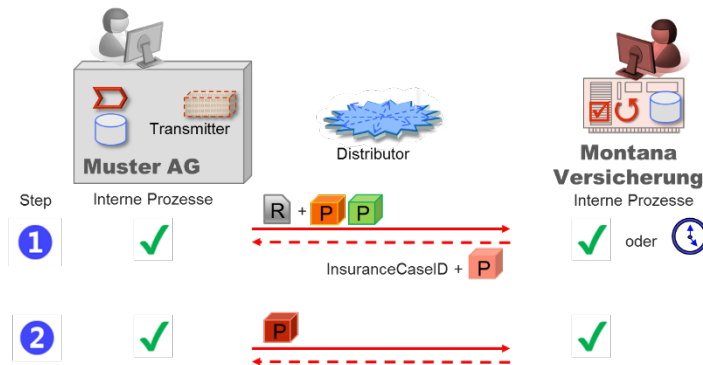 Transmitter
Muster AG
Distributor
Montana
Versicherung
Step
Interne Prozesse
Interne Prozesse
R + P P
1
oder
InsuranceCaseID + P
2
P